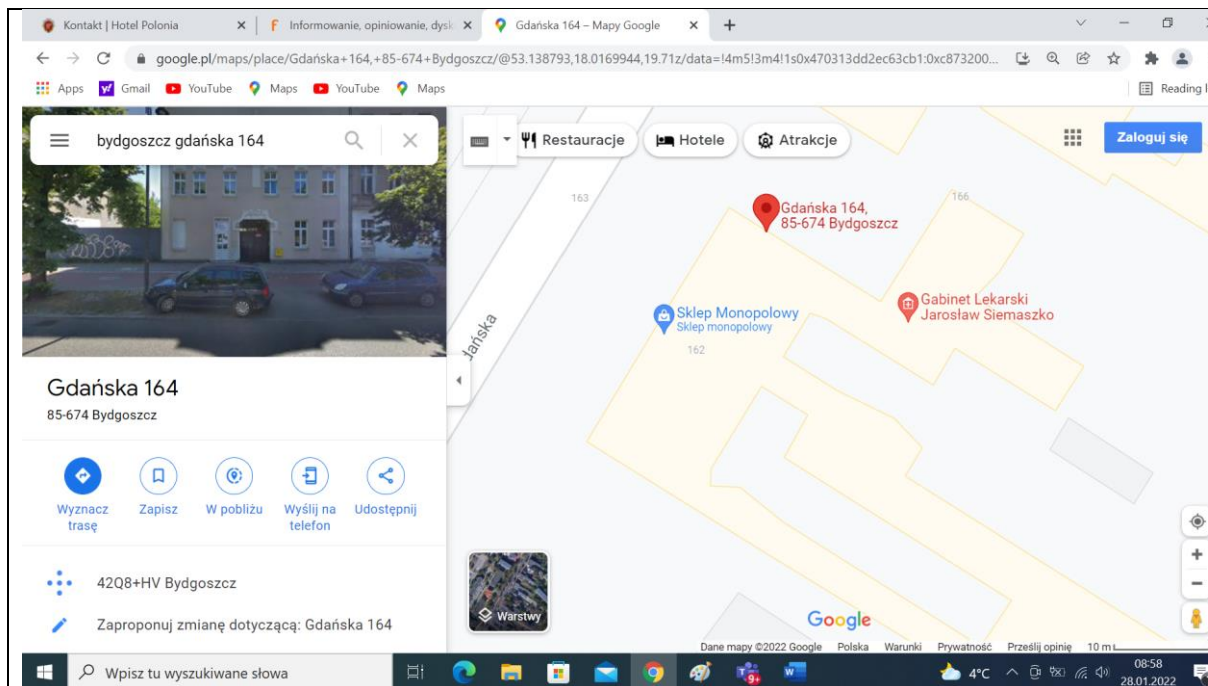 Kontakt | Hotel Polonia
Informowanie, opiniowanie, dysk
Gdańska 164 – Mapy Google
google.pl/maps/place/Gdańska+164,+85-674+Bydgoszcz/@53.138793,18.0169944,19.71z/data=!4m5!3m4!1s0x470313dd2ec63cb1:0xc873200...
Apps Gmail YouTube Maps YouTube Maps
Reading l
bydgoszcz gdańska 164
Restauracje Hotele Atrakcje
Zaloguj się
163
166
Gdańska 164,
85-674 Bydgoszcz
Gabinet Lekarski
Jarosław Siemaszko
Sklep Monopolowy
Sklep monopolowy
162
dańska
Gdańska 164
85-674 Bydgoszcz
Wyznacz trasę
Zapisz
W pobliżu
Wyślij na telefon
Udostępnij
42Q8+HV Bydgoszcz
Zaproponuj zmianę dotyczącą: Gdańska 164
Warstwy
Google
Dane mapy ©2022 Google Polska Warunki Prywatność Prześlij opinię 10 m
Wpisz tu wyszukiwane słowa
9+
4°C
08:58
28.01.2022